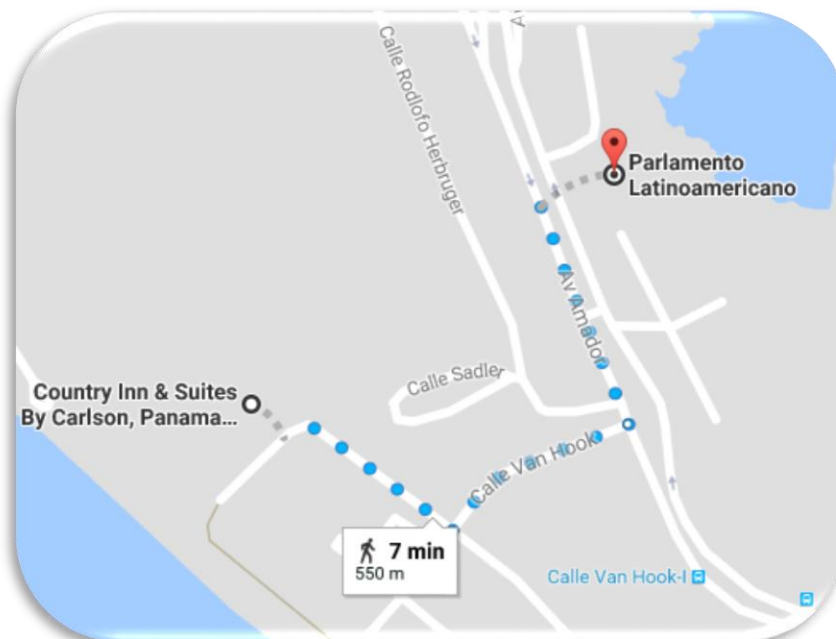 Calle Rodlofo Herbruger
Parlamento
Latinoamericano
Av Amador
Calle Sadler
Country Inn & Suites
By Carlson, Panama...
Calle Van Hook
7 min
550 m
Calle Van Hook-I